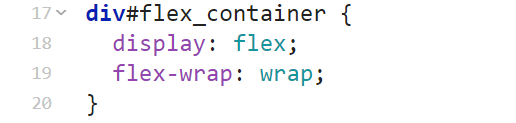 17 div#flex_container {
18   display: flex;
19   flex-wrap: wrap;
20 }